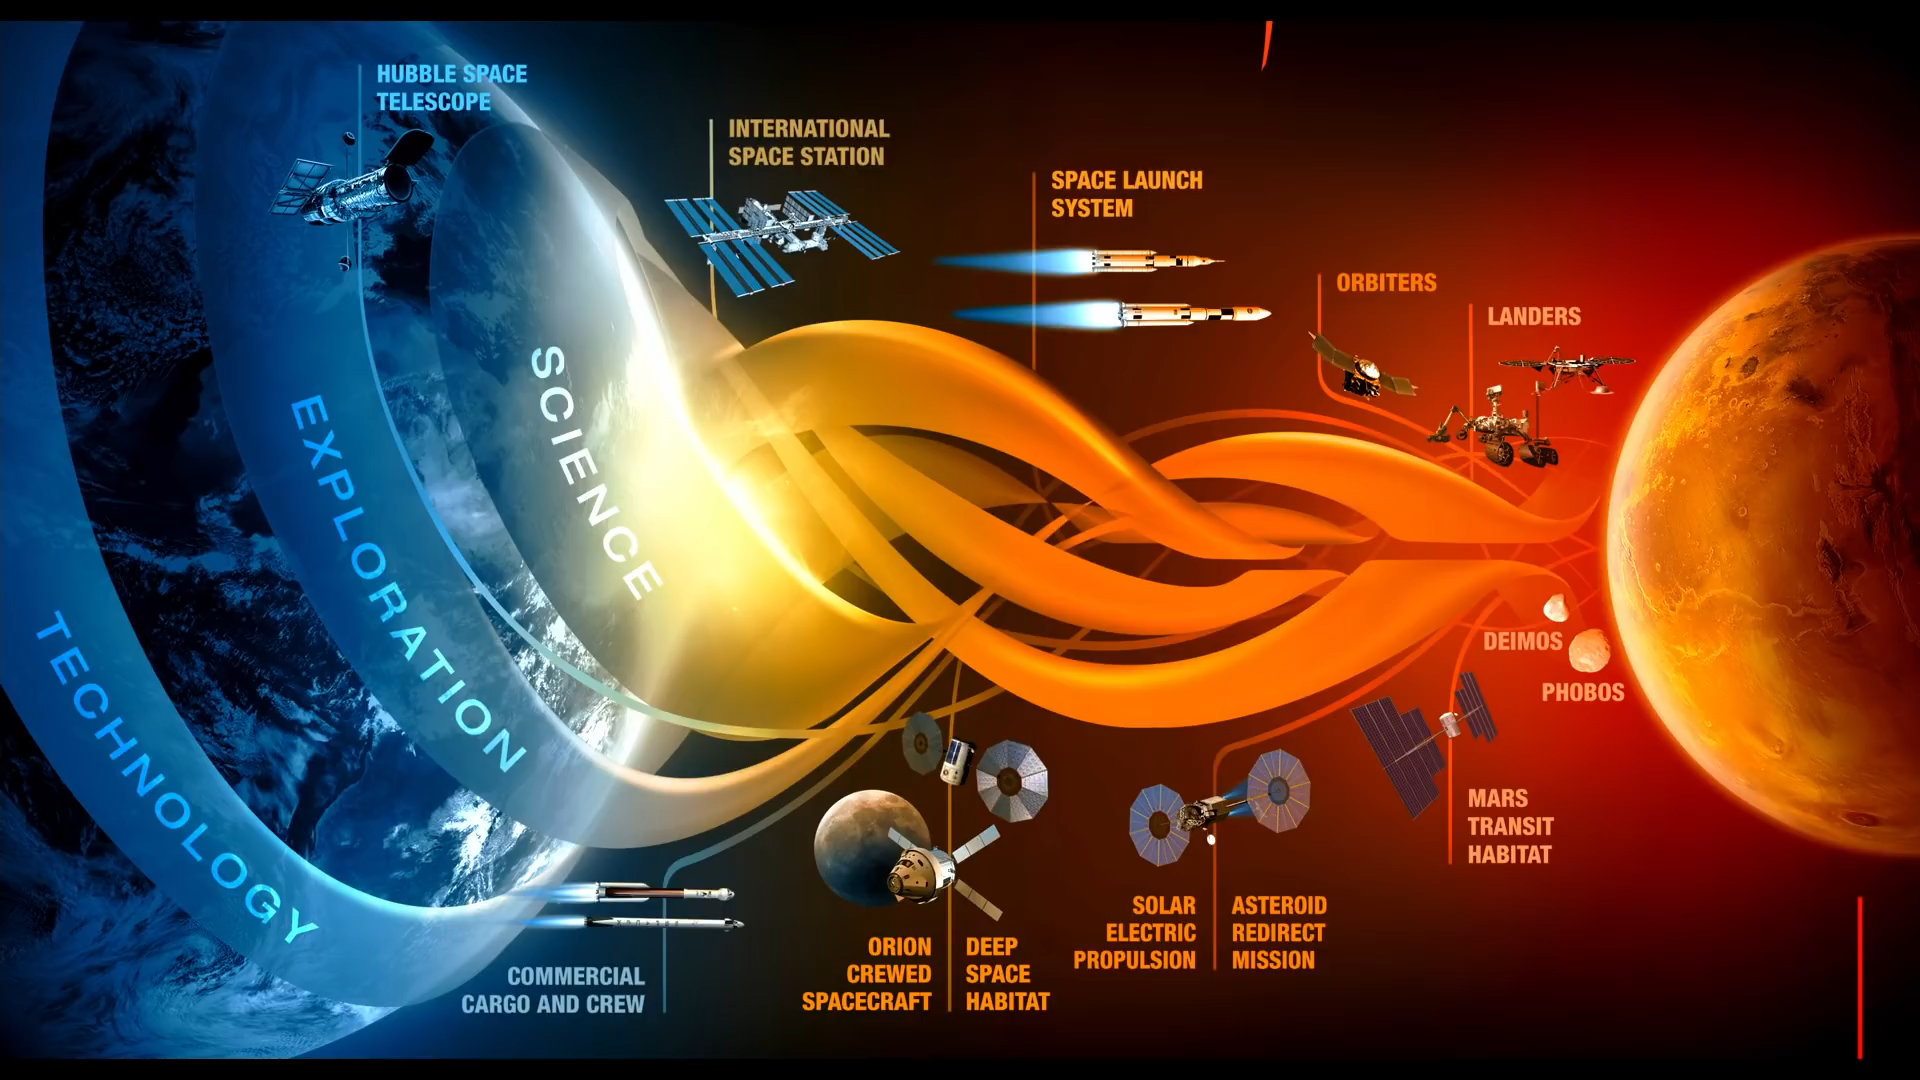 HUBBLE SPACE
TELESCOPE
INTERNATIONAL
SPACE STATION
SPACE LAUNCH
SYSTEM
ORBITERS
LANDERS
SCIENCE
EXPLORATION
TECHNOLOGY
DEIMOS
PHOBOS
MARS
TRANSIT
HABITAT
SOLAR
ELECTRIC
PROPULSION
ASTEROID
REDIRECT
MISSION
ORION
CREWED
SPACECRAFT
DEEP
SPACE
HABITAT
COMMERCIAL
CARGO AND CREW